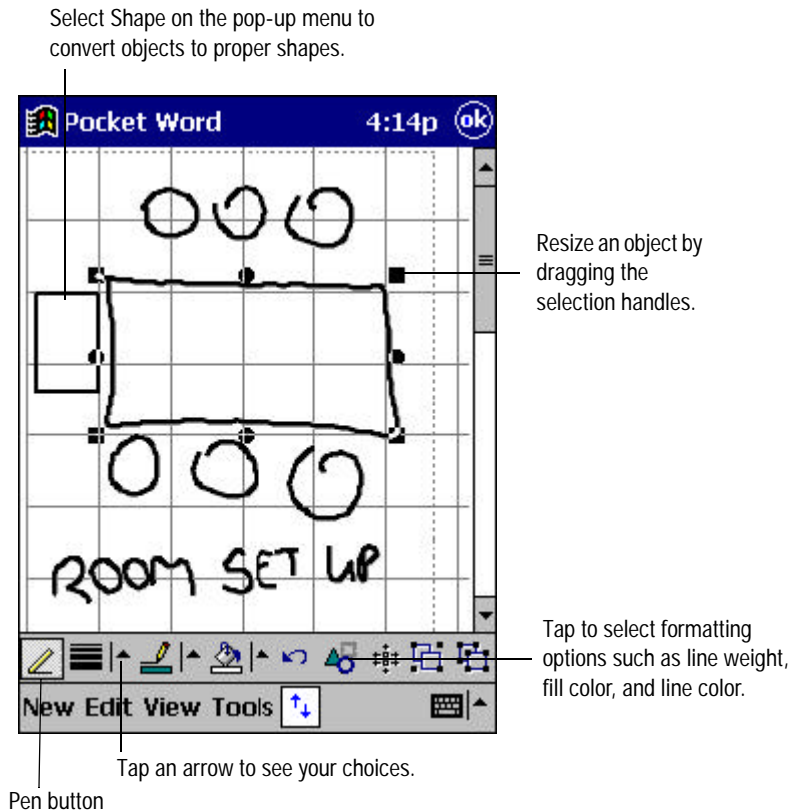 Select Shape on the pop-up menu to
convert objects to proper shapes.
Pocket Word 4:14p ok
Resize an object by
dragging the
selection handles.
ROOM SET UP
Tap to select formatting
options such as line weight,
fill color, and line color.
New Edit View Tools
Tap an arrow to see your choices.
Pen button